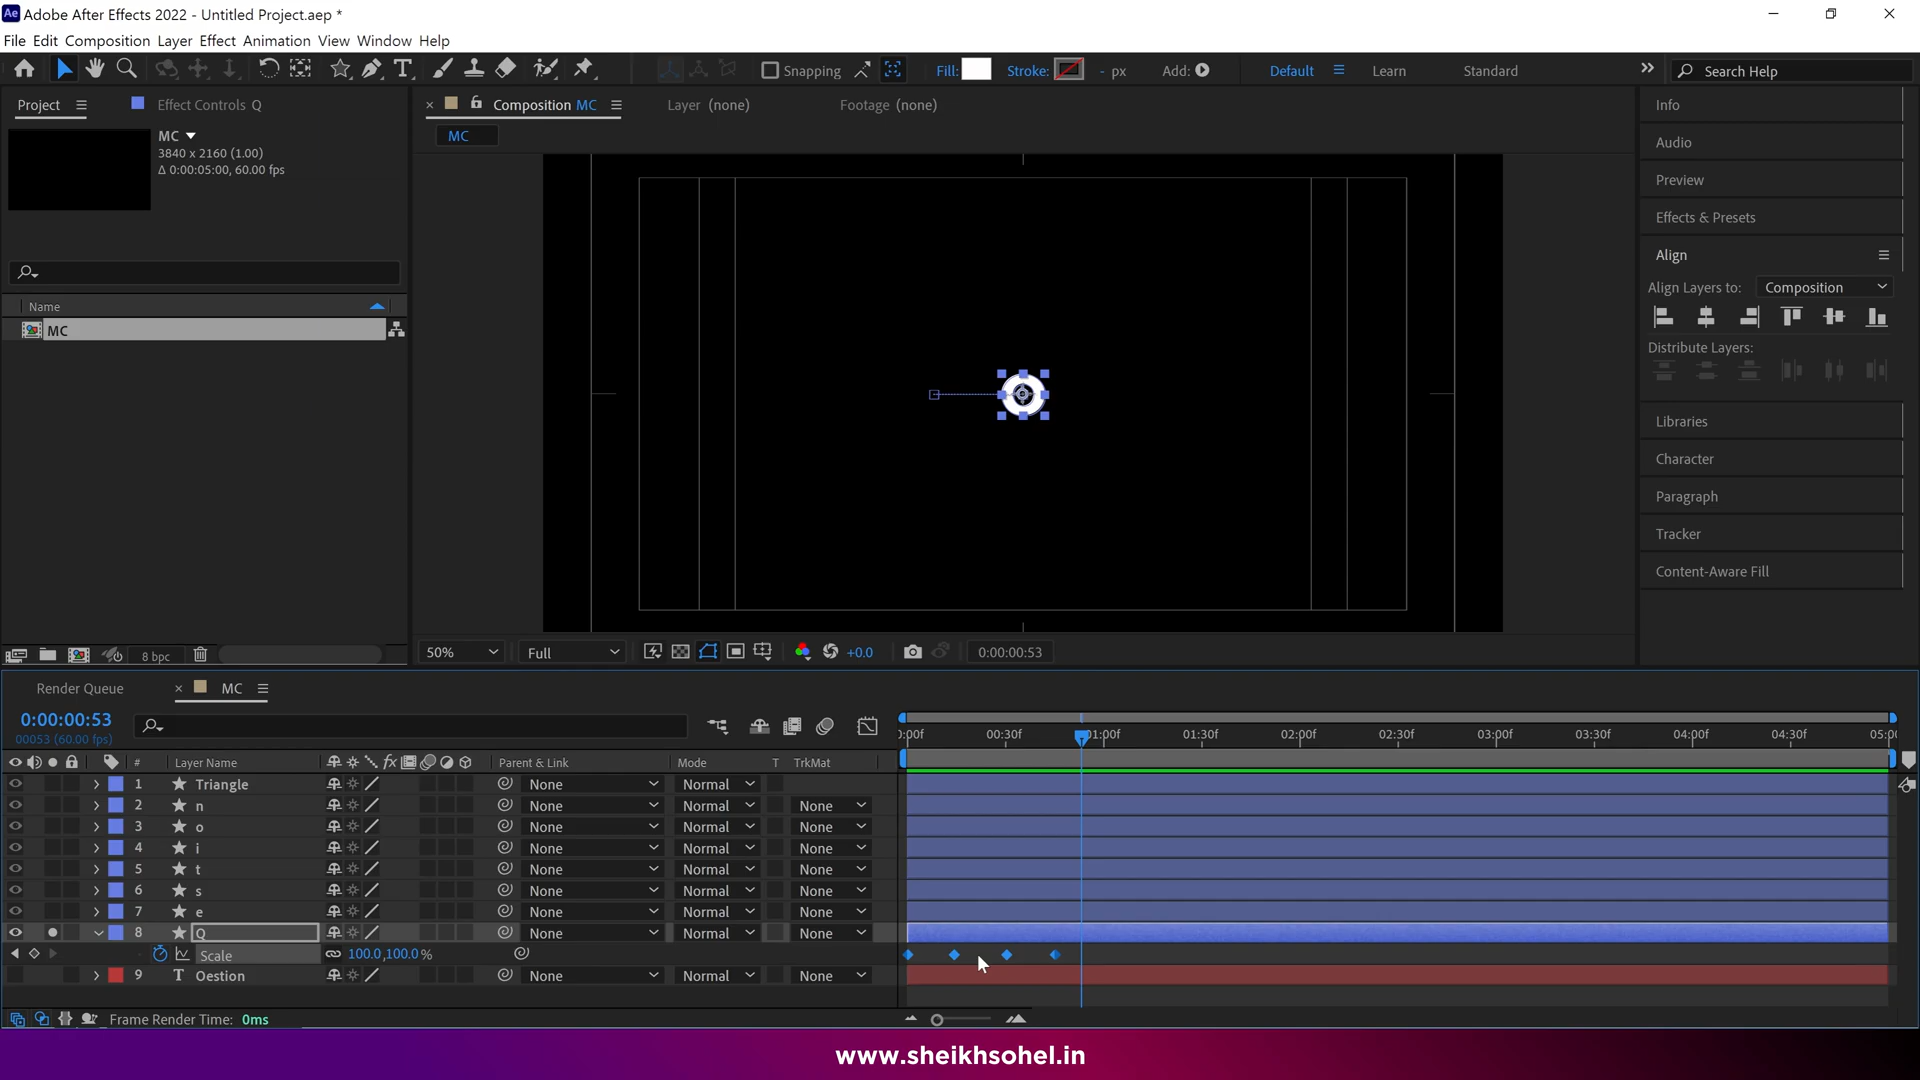 Adobe After Effects 2022 - Untitled Project.aep *
File Edit Composition Layer Effect Animation View Window Help
Snapping
Fill: Stroke: - px Add:
Default Learn Standard
Search Help
Project Effect Controls Q
Composition MC Layer (none) Footage (none)
MC
MC
3840 x 2160 (1.00)
Δ 0:00:05:00, 60.00 fps
Name
MC
8 bpc
50% Full +0.0 0:00:00:53
Info
Audio
Preview
Effects & Presets
Align
Align Layers to: Composition
Distribute Layers:
Libraries
Character
Paragraph
Tracker
Content-Aware Fill
Render Queue MC
0:00:00:53
00053 (60.00 fps)
0:00f 00:30f 01:00f 01:30f 02:00f 02:30f 03:00f 03:30f 04:00f 04:30f 05:00
# Layer Name Parent & Link Mode T TrkMat
1 Triangle None Normal
2 n None Normal None
3 o None Normal None
4 i None Normal None
5 t None Normal None
6 s None Normal None
7 e None Normal None
8 Q None Normal None
Scale 100.0,100.0%
9 T Oestion None Normal None
Frame Render Time: 0ms
www.sheikhsohel.in